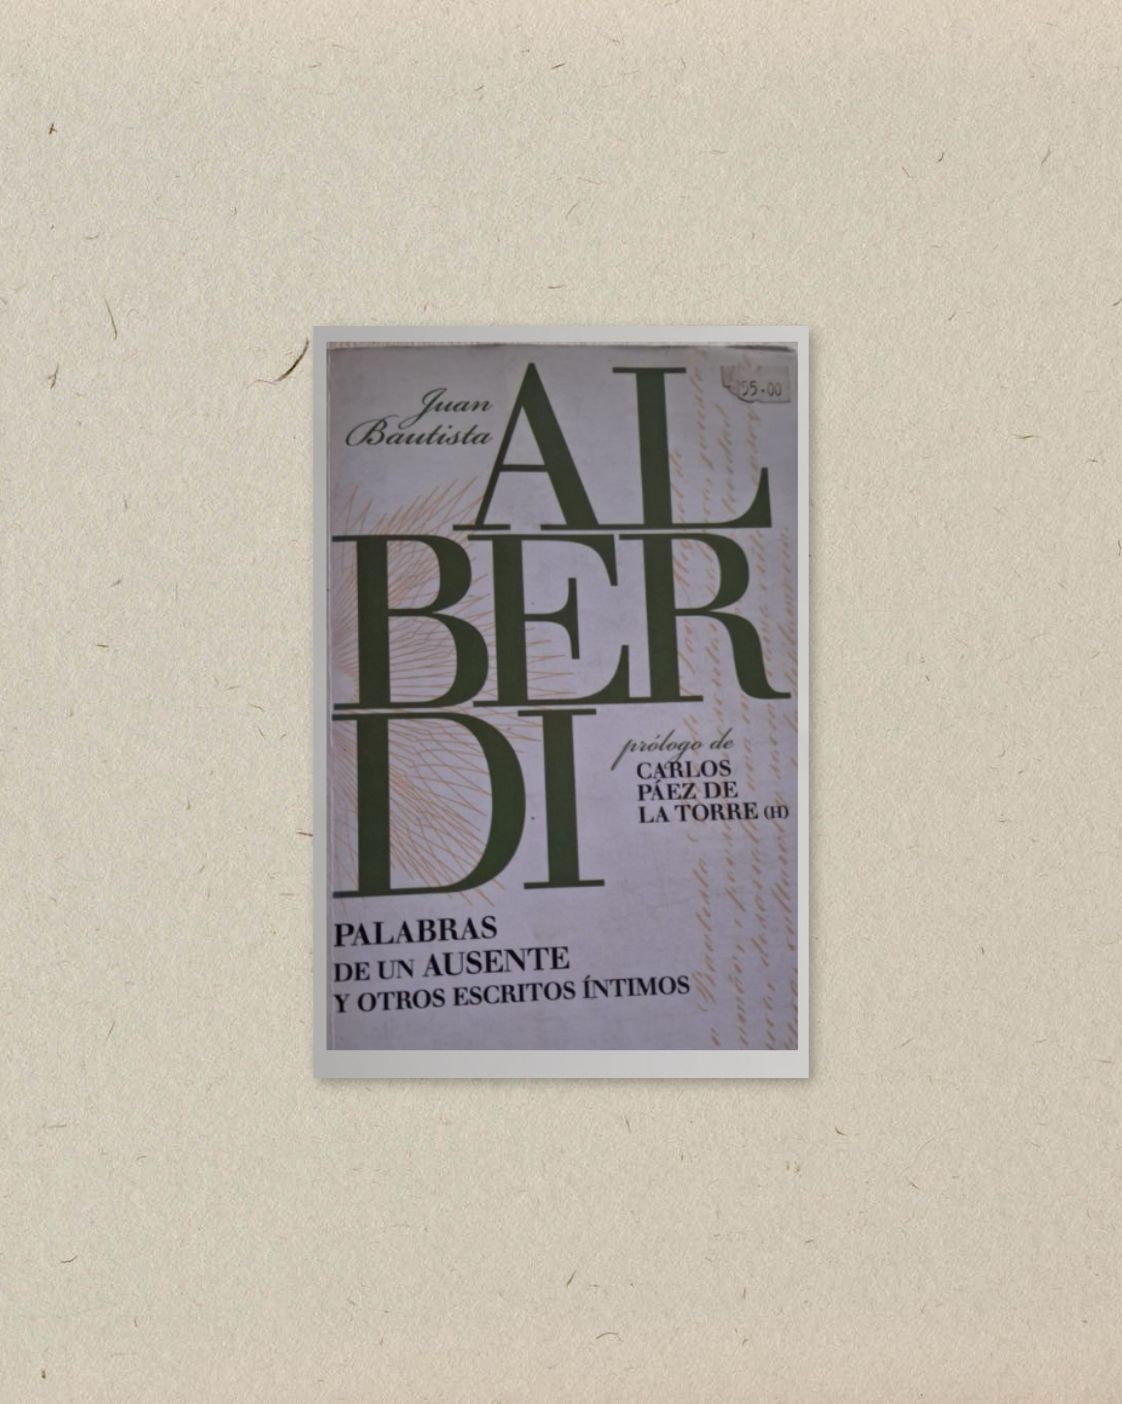 Juan
Bautista
AL
BER
DI
55-00
prólogo de
CARLOS
PÁEZ DE
LA TORRE (H)
PALABRAS
DE UN AUSENTE
Y OTROS ESCRITOS ÍNTIMOS